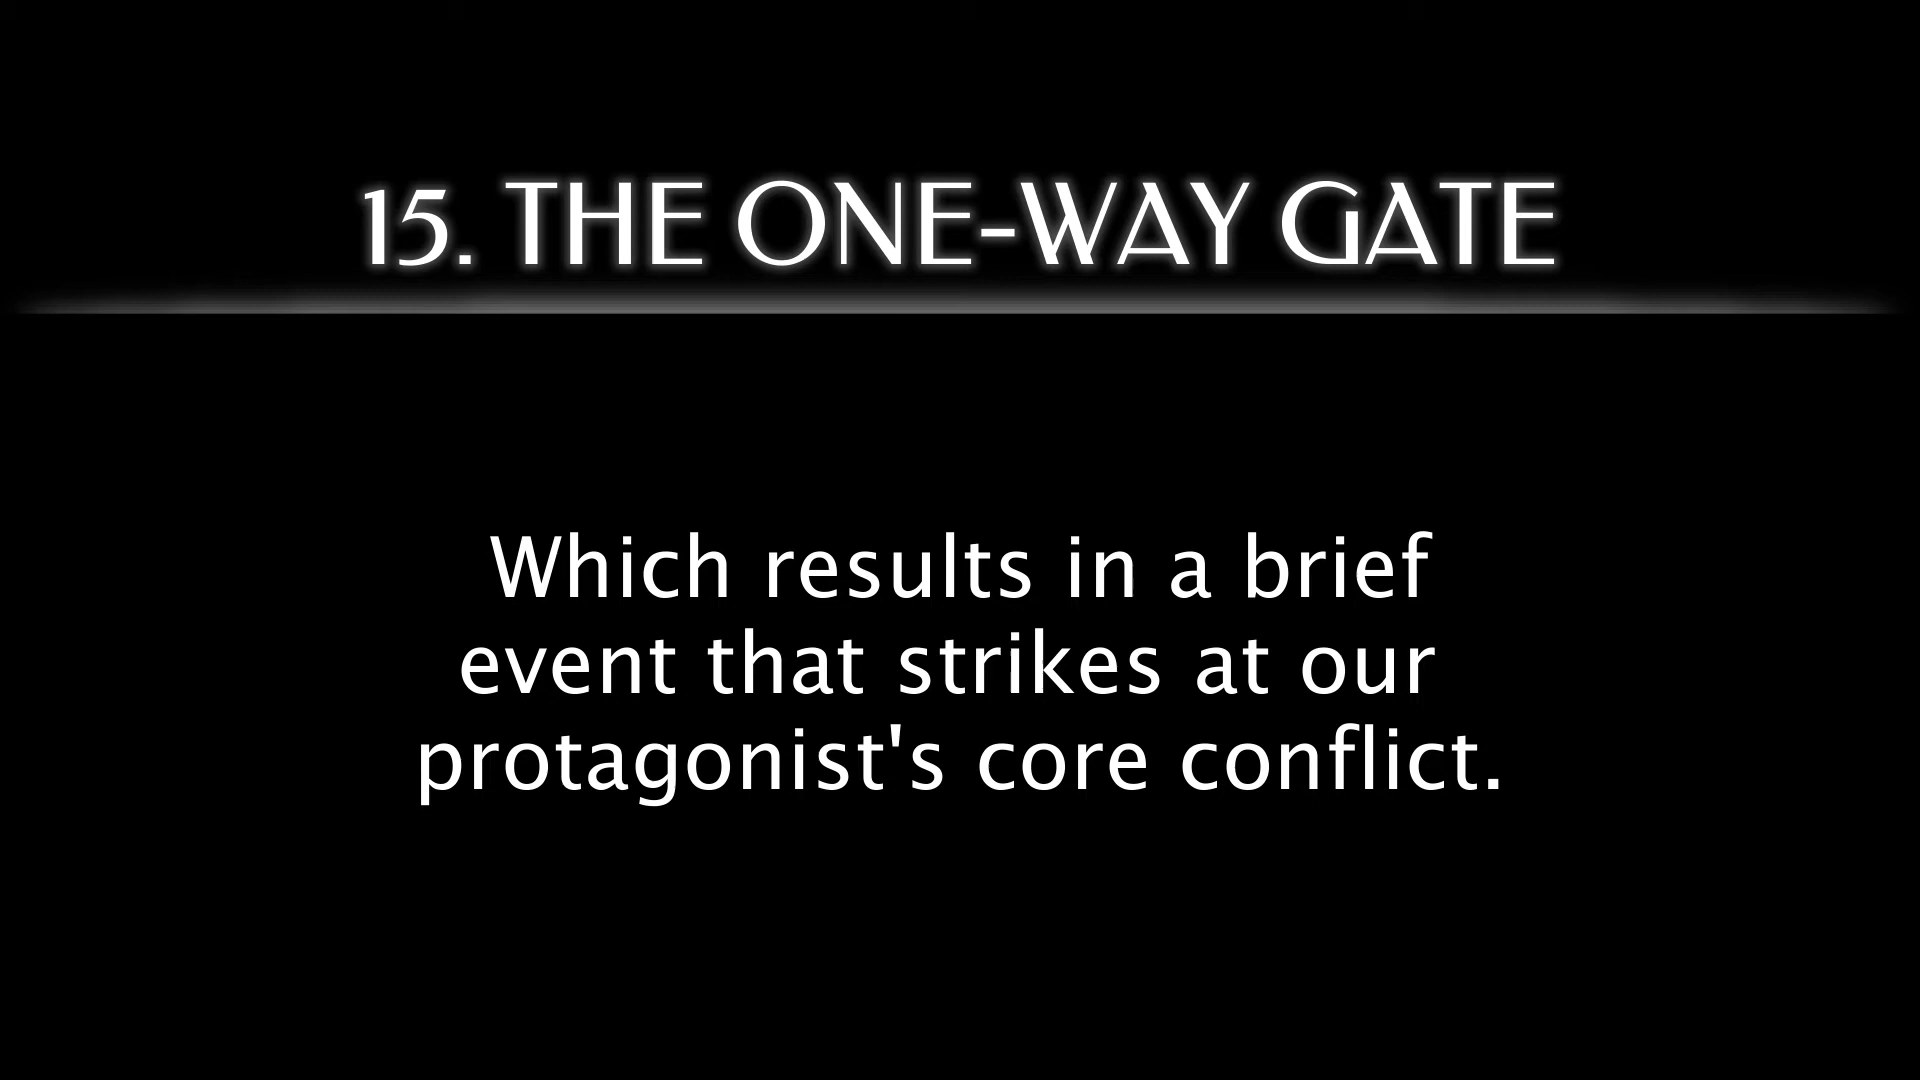 15. THE ONE-WAY GATE
Which results in a brief
event that strikes at our
protagonist's core conflict.